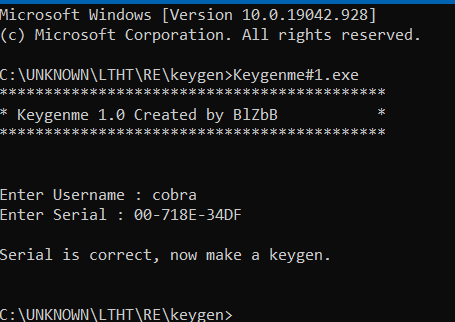 Microsoft Windows [Version 10.0.19042.928]
(c) Microsoft Corporation. All rights reserved.
C:\UNKNOWN\LTHT\RE\keygen>Keygenme#1.exe
*******************************************
* Keygenme 1.0 Created by BlZbB           *
*******************************************
Enter Username : cobra
Enter Serial : 00-718E-34DF
Serial is correct, now make a keygen.
C:\UNKNOWN\LTHT\RE\keygen>